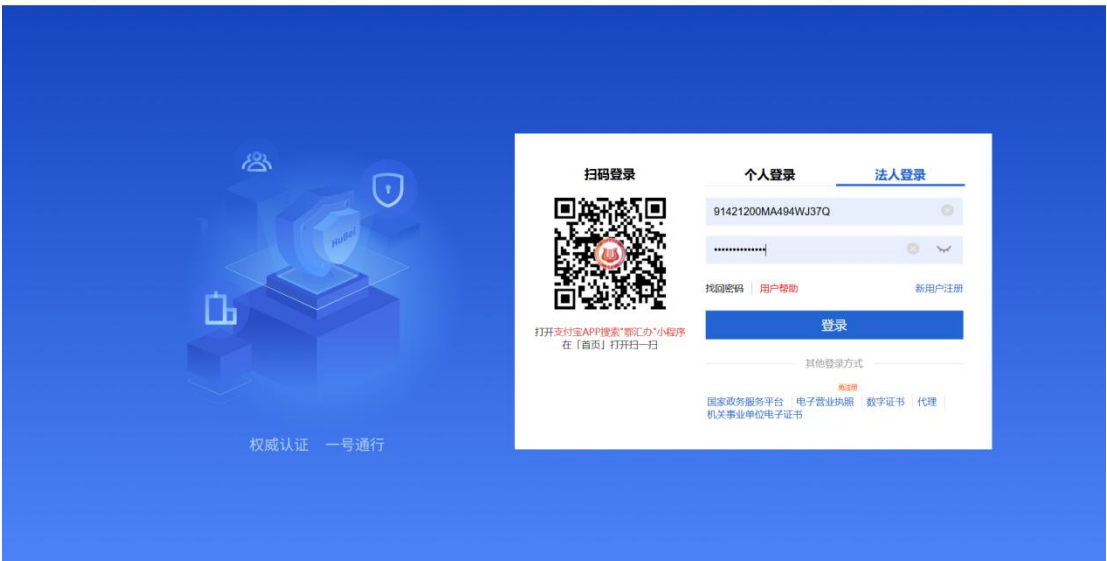 HuBei
权威认证 一号通行
扫码登录
打开支付宝APP搜索“鄂汇办”小程序
在「首页」打开扫一扫
个人登录 法人登录
91421200MA494WJ37Q
••••••••••••••
找回密码 用户帮助 新用户注册
登录
其他登录方式
免注册
国家政务服务平台 电子营业执照 数字证书 代理
机关事业单位电子证书